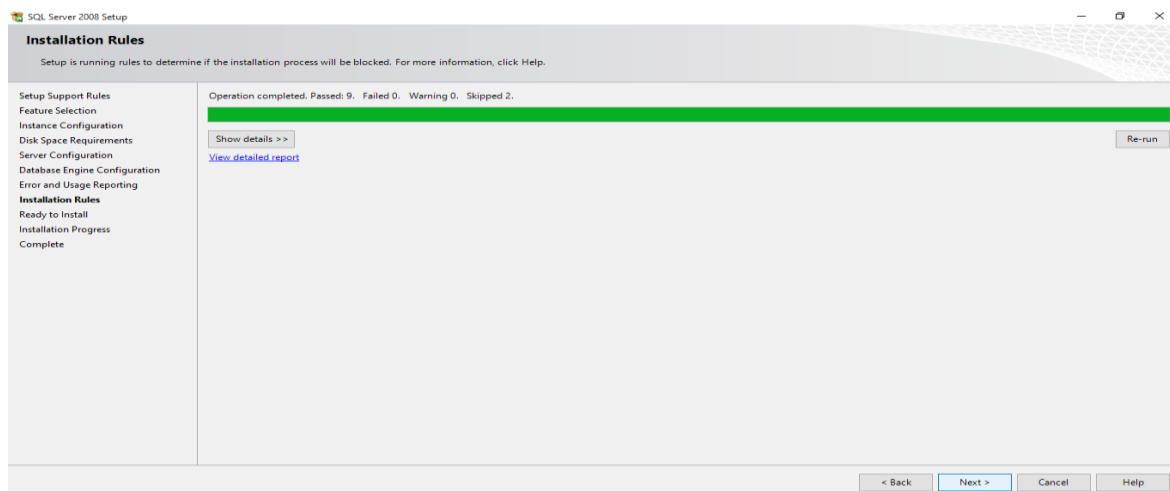 SQL Server 2008 Setup
Installation Rules
Setup is running rules to determine if the installation process will be blocked. For more information, click Help.
Setup Support Rules
Feature Selection
Instance Configuration
Disk Space Requirements
Server Configuration
Database Engine Configuration
Error and Usage Reporting
Installation Rules
Ready to Install
Installation Progress
Complete
Operation completed. Passed: 9. Failed 0. Warning 0. Skipped 2.
Show details >>
Re-run
View detailed report
< Back
Next >
Cancel
Help